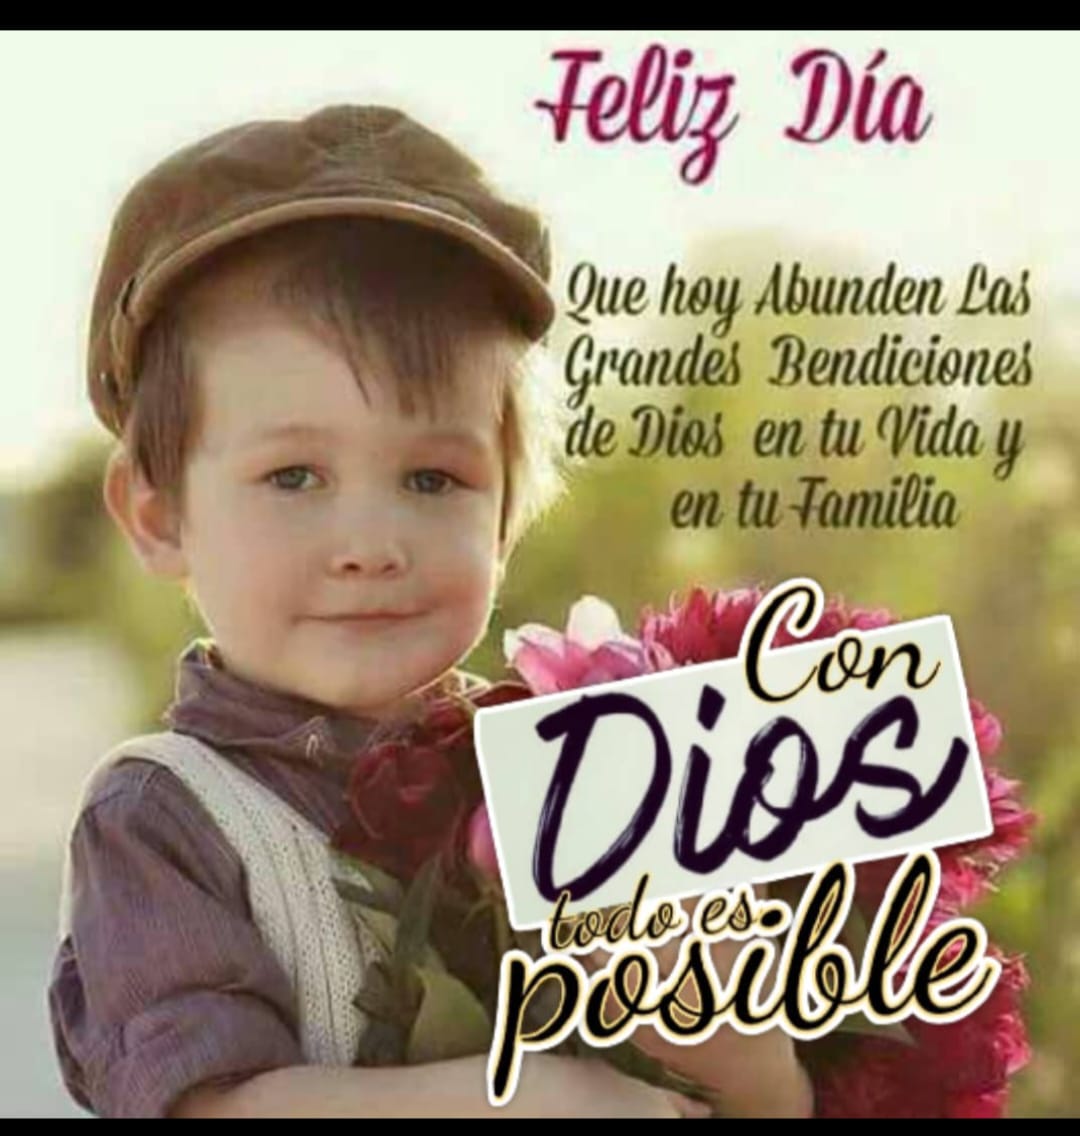 Feliz Día
Que hoy Abunden Las
Grandes Bendiciones
de Dios en tu Vida y
en tu Familia
Con
Dios
todo es
posible